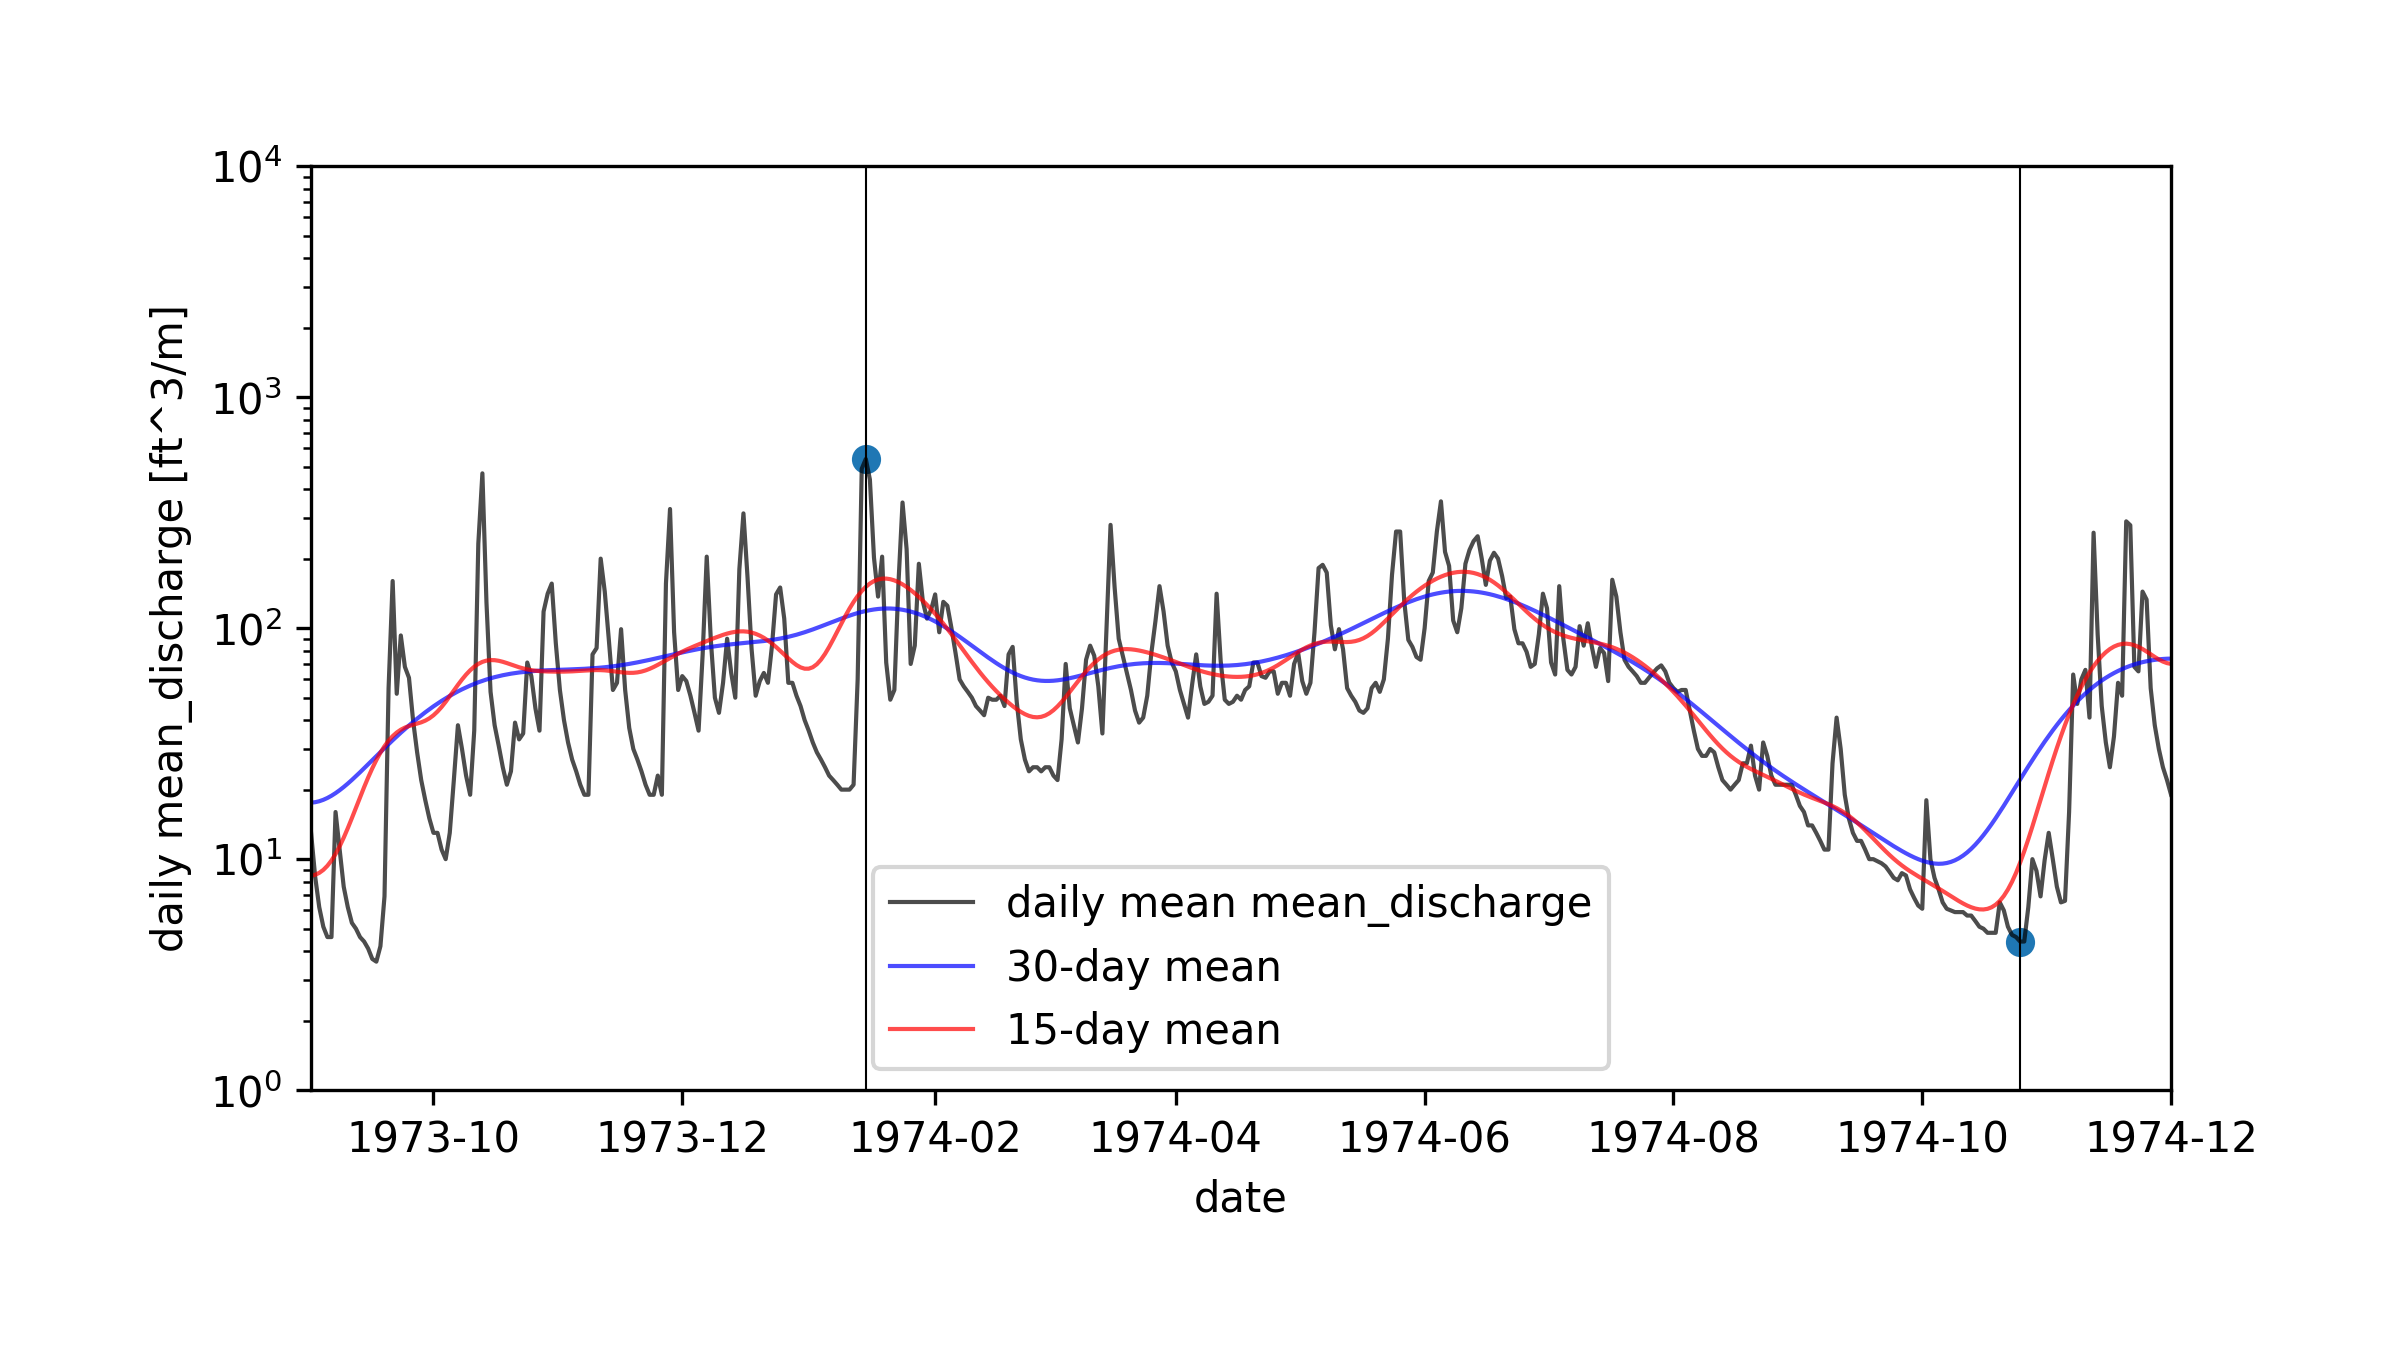 10^4
10^3
10^2
10^1
10^0
daily mean_discharge [ft^3/m]
daily mean mean_discharge
30-day mean
15-day mean
1973-10 1973-12 1974-02 1974-04 1974-06 1974-08 1974-10 1974-12
date